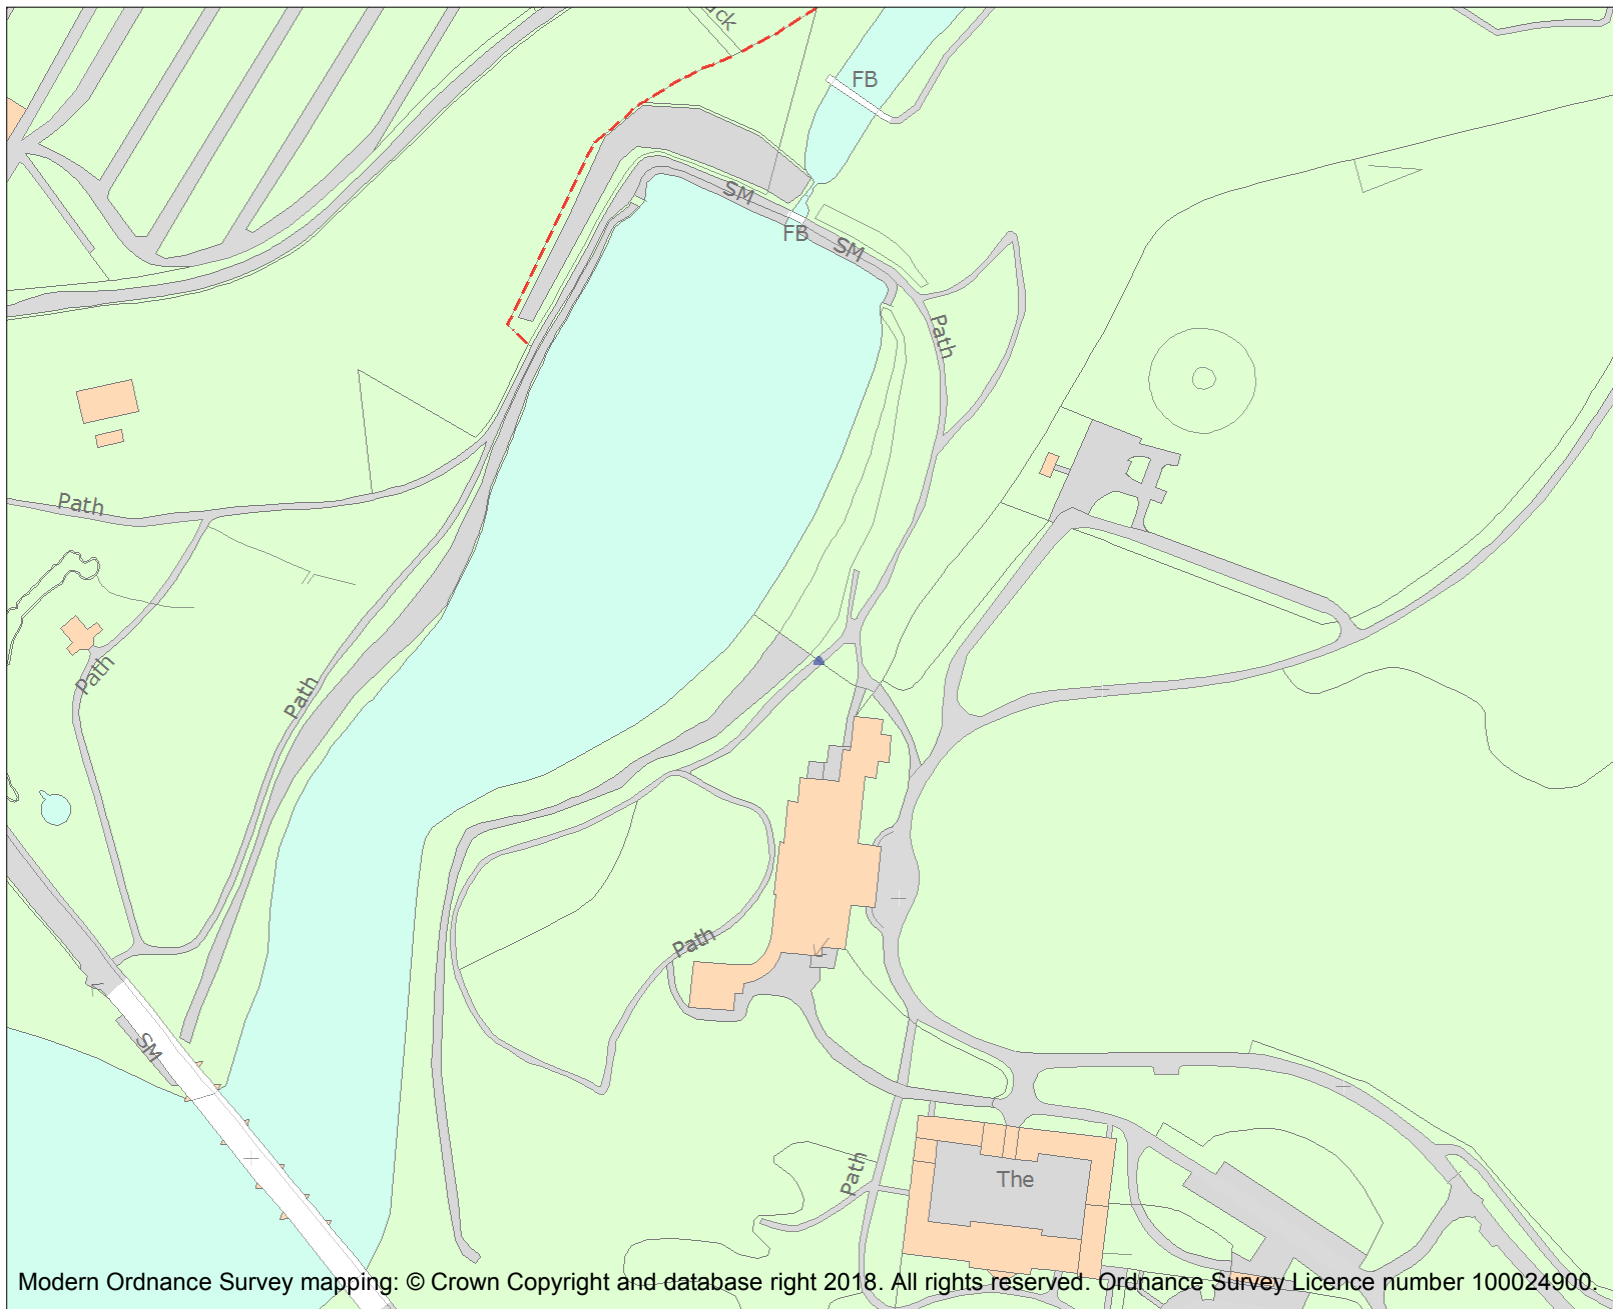 FB
SM
FB
SM
Path
Path
Path
Path
Path
SM
Path
The
Modern Ordnance Survey mapping: © Crown Copyright and database right 2018. All rights reserved. Ordnance Survey Licence number 100024900.